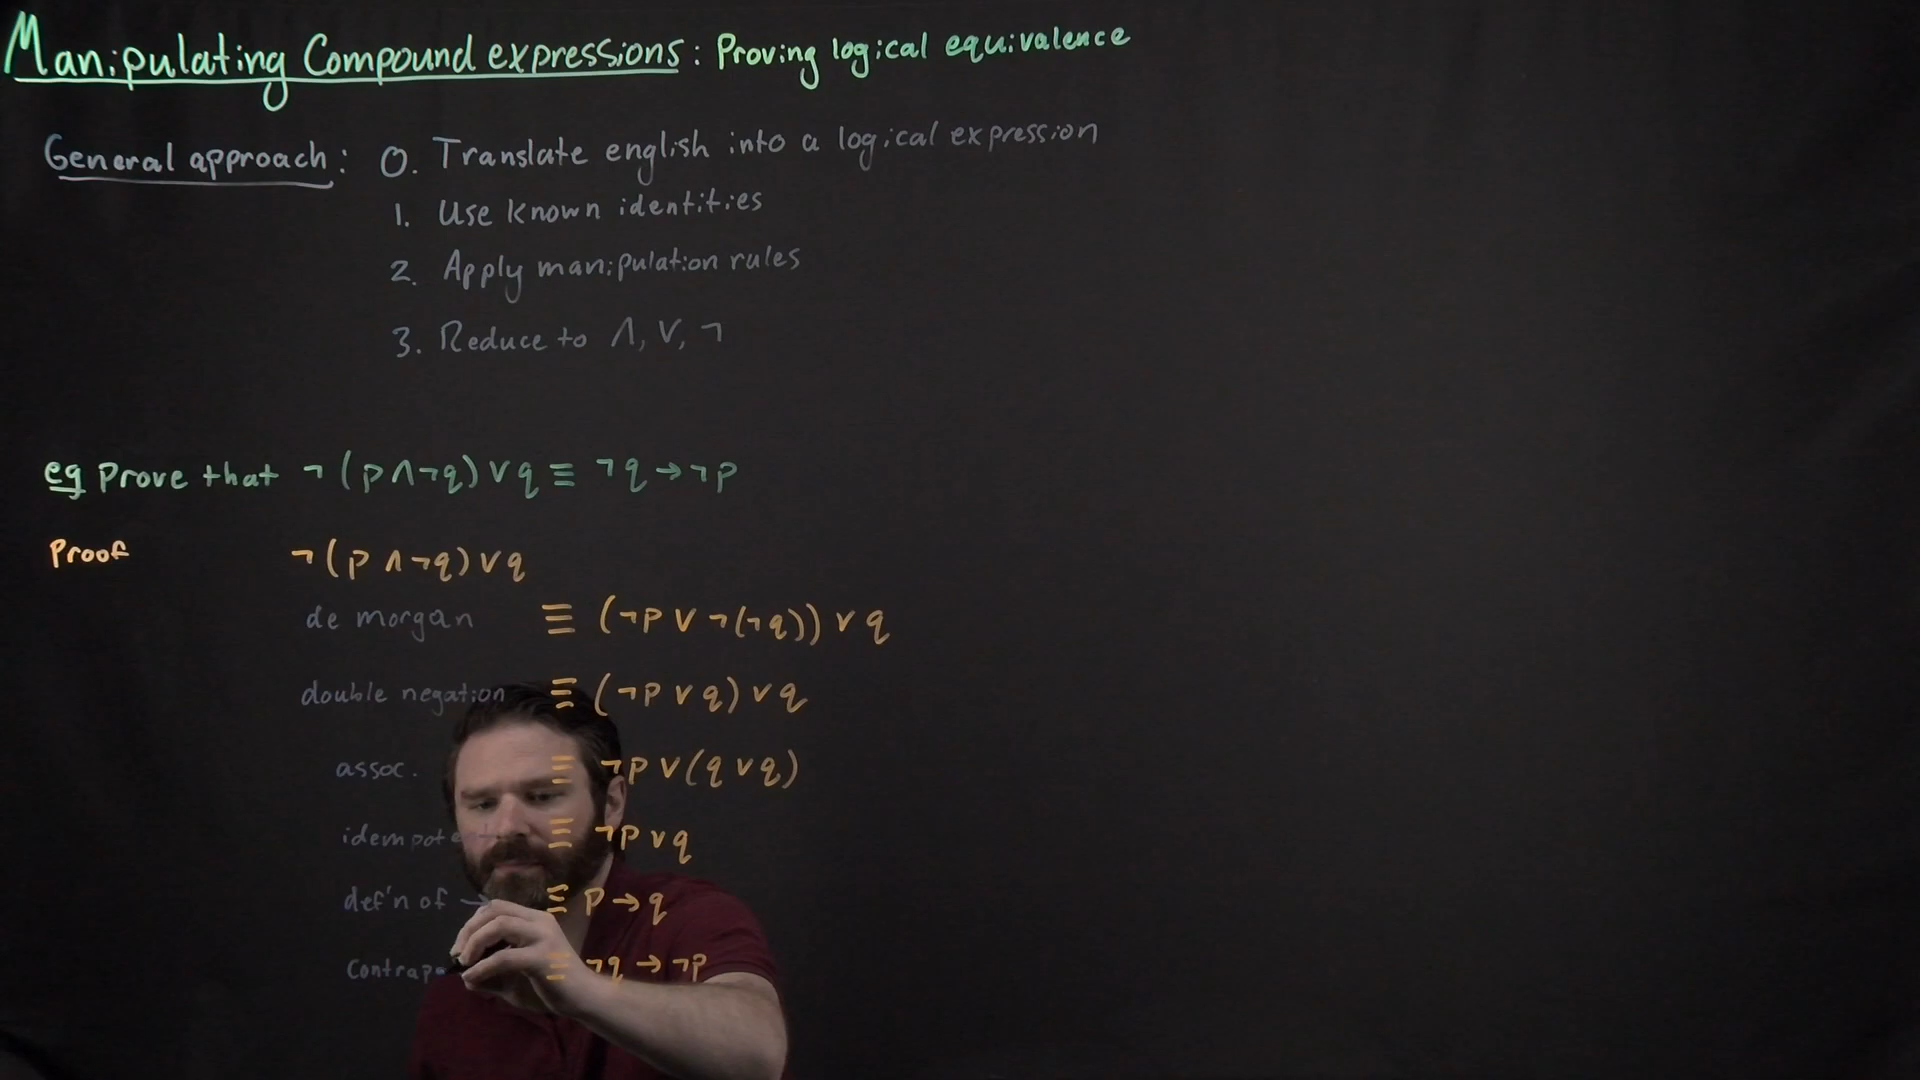 Manipulating Compound expressions: Proving logical equivalence
General approach: 0. Translate english into a logical expression
1. Use known identities
2. Apply manipulation rules
3. Reduce to ∧, ∨, ¬
eg Prove that ¬(p∧¬q)∨q ≡ ¬q→¬p
Proof ¬(p∧¬q)∨q
de morgan ≡ (¬p∨¬(¬q))∨q
double negation ≡ (¬p∨q)∨q
assoc. ≡ ¬p∨(q∨q)
≡ ¬p∨q
def'n of → ≡ p→q
≡ ¬q→¬p